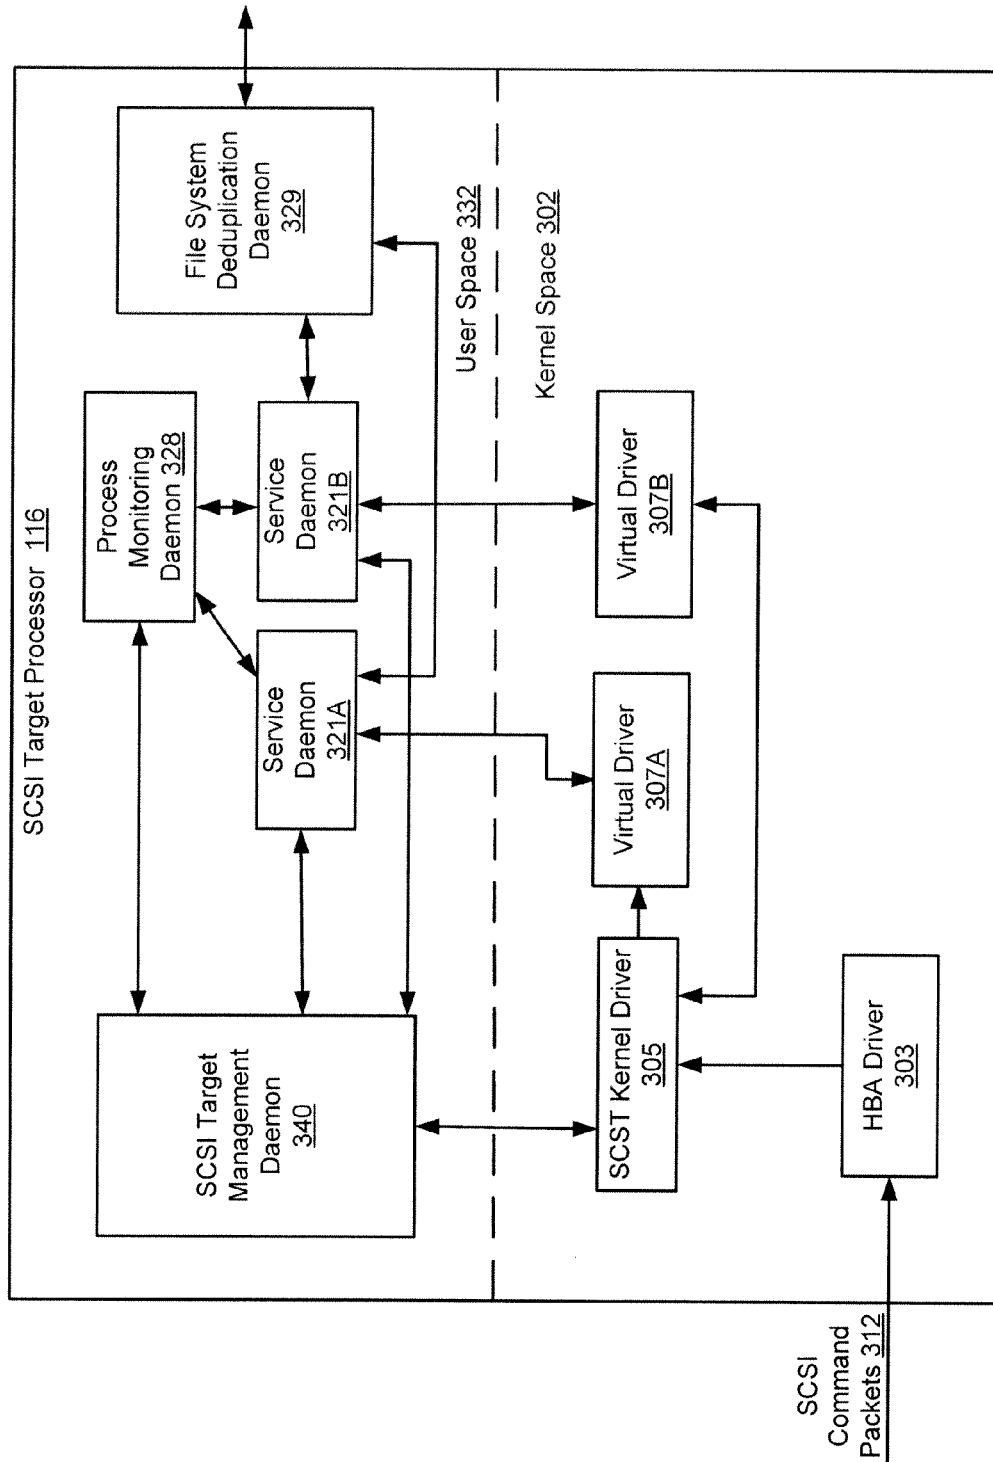 SCSI Target Processor 116
SCSI Target
Management
Daemon
340
Process
Monitoring
Daemon 328
Service
Daemon
321A
Service
Daemon
321B
File System
Deduplication
Daemon
329
User Space 332
Kernel Space 302
SCST Kernel Driver
305
Virtual Driver
307A
Virtual Driver
307B
HBA Driver
303
SCSI
Command
Packets 312